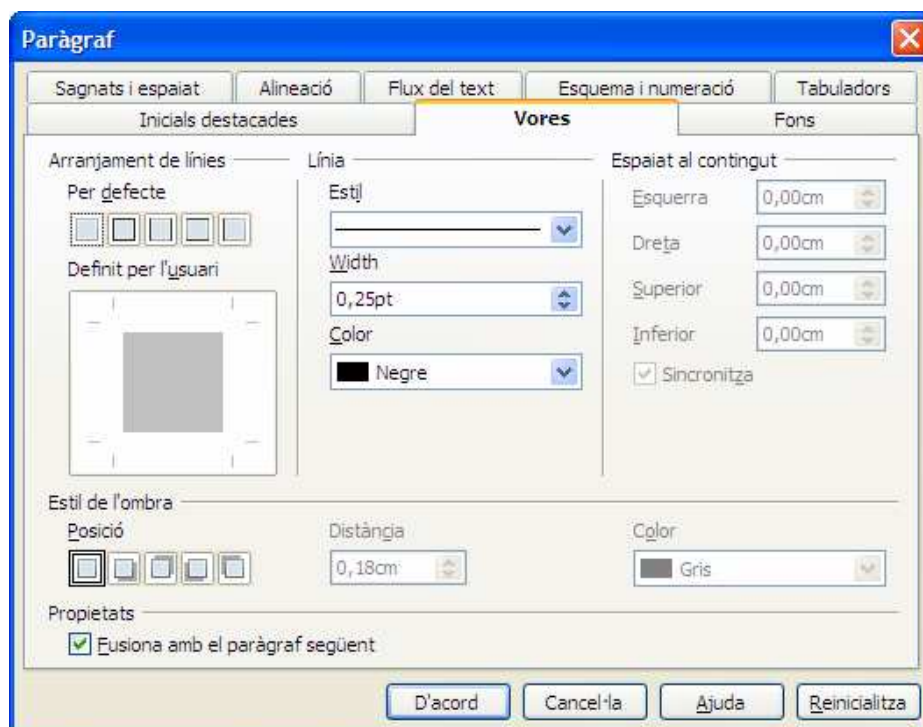 Paràgraf
Sagnats i espaiat Alineació Flux del text Esquema i numeració Tabuladors
Inicials destacades Vores Fons
Arranjament de línies Línia Espaiat al contingut
Per defecte Estil Esquerra 0,00cm
Dreta 0,00cm
Definit per l'usuari Width Superior 0,00cm
0,25pt
Color Inferior 0,00cm
Negre Sincronitza
Estil de l'ombra
Posició Distància Color
0,18cm Gris
Propietats
Fusiona amb el paràgraf següent
D'acord Cancel·la Ajuda Reinicialitza